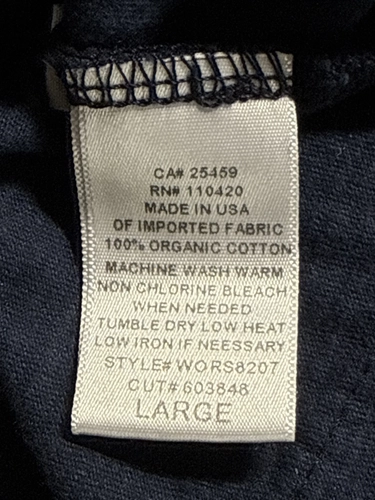 CA# 25459
RN# 110420
MADE IN USA
OF IMPORTED FABRIC
100% ORGANIC COTTON
MACHINE WASH WARM
NON CHLORINE BLEACH
WHEN NEEDED
TUMBLE DRY LOW HEAT
LOW IRON IF NEESSARY
STYLE# WORS8207
CUT# 603848
LARGE